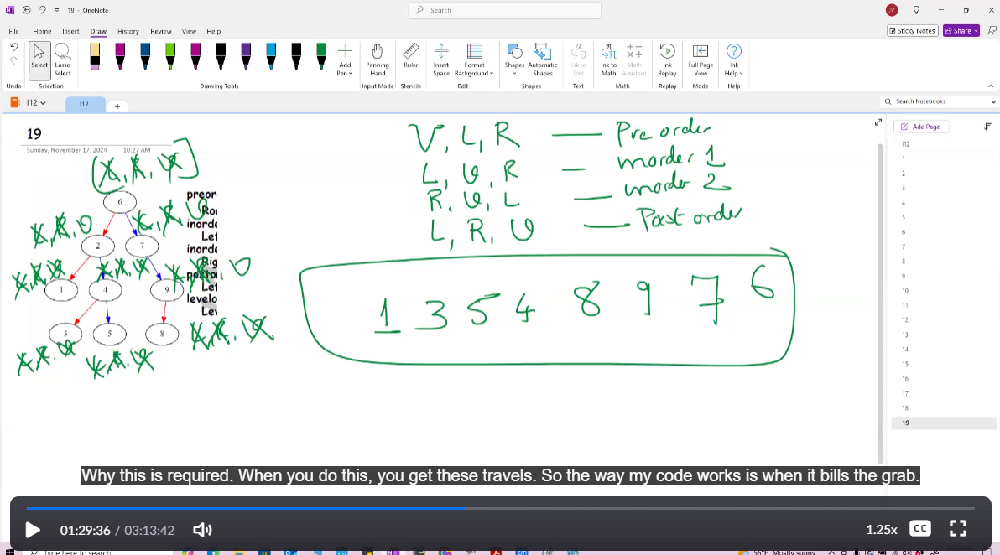 19 - OneNote
Search
JV
File Home Insert Draw History Review View Help
Sticky Notes Share
Undo
Select
Lasso Select
Selection
Drawing Tools
Add Pen
Panning Hand
Input Mode
Ruler
Stencils
Insert Space
Format Background
Edit
Shapes
Automatic Shapes
Shapes
Ink to Text
Text
Ink to Math
Math Assistant
Math
Ink Replay
Replay
Full Page View
Mode
Ink Help
Help
I12
I12
Search Notebooks
Add Page
19
Sunday, November 17, 2024 10:27 AM
V, L, R — Pre order
L, V, R — inorder 1
R, V, L — inorder 2
L, R, V — Post order
6
2 7
1 4 9
3 5 8
preor
Roo
inorde
Lef
inorde
Rig
Lef
levelo
Lev
1 3 5 4 8 9 7 6
I12
1
2
3
4
5
6
7
8
9
10
11
12
13
14
15
16
17
18
19
Why this is required. When you do this, you get these travels. So the way my code works is when it bills the grab.
01:29:36 / 03:13:42
1.25x
CC
Type here to search
55°F Mostly sunny